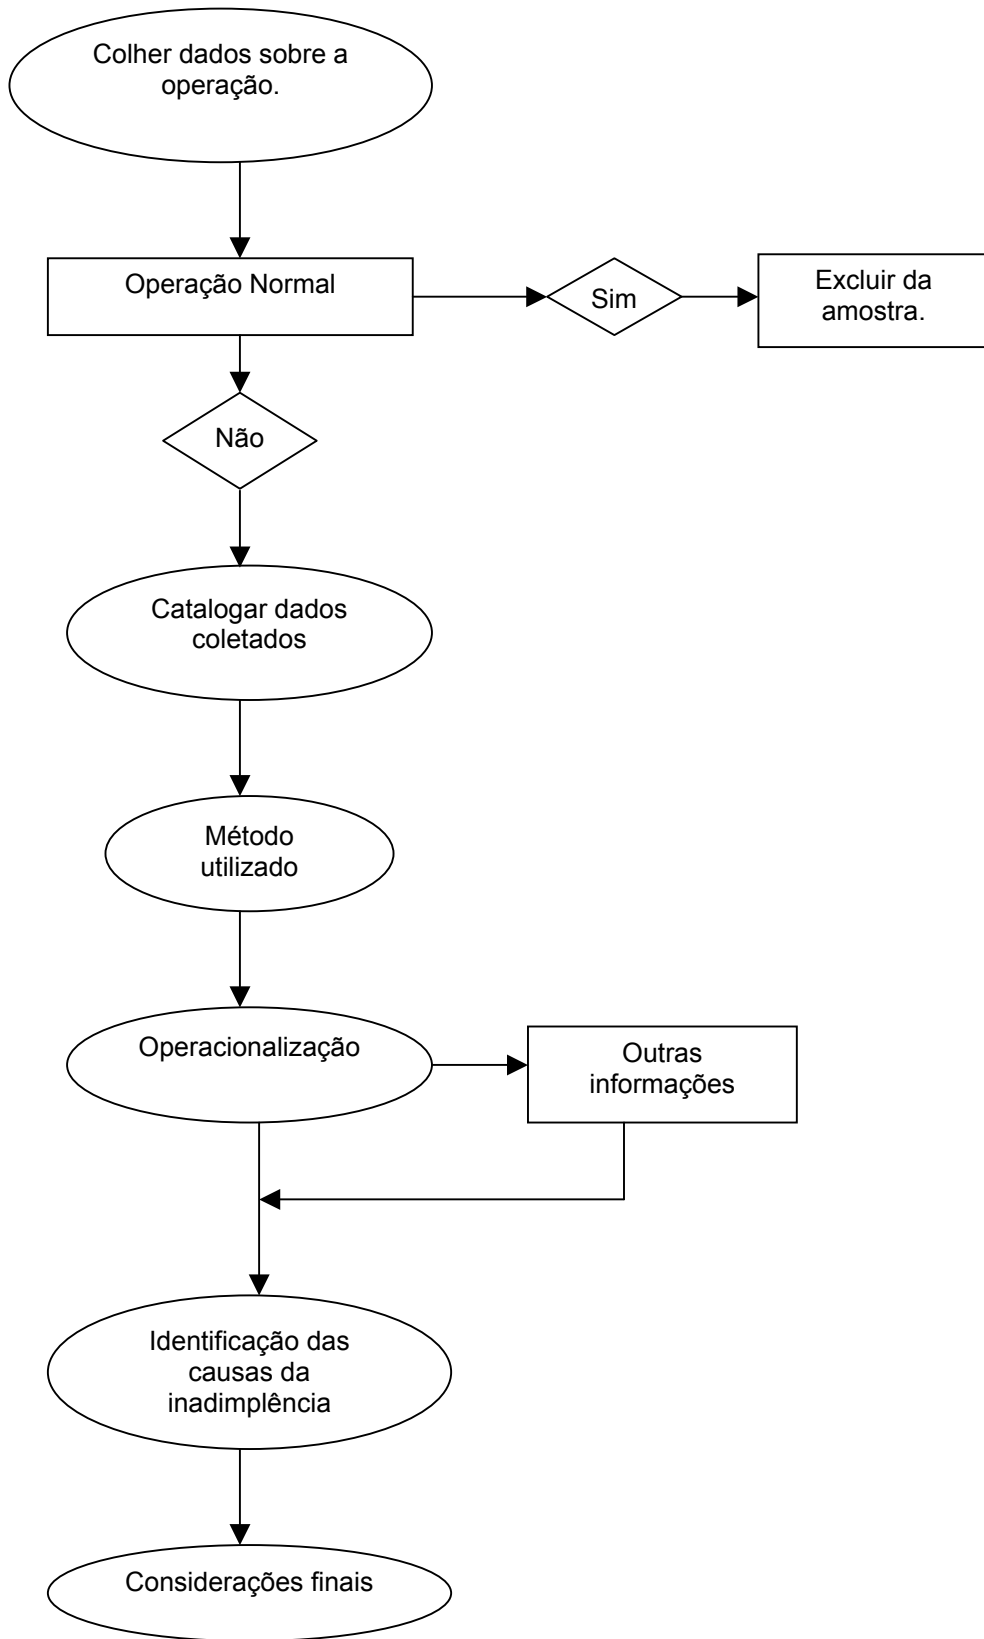 Colher dados sobre a
operação.
Operação Normal
Sim
Excluir da
amostra.
Não
Catalogar dados
coletados
Método
utilizado
Operacionalização
Outras
informações
Identificação das
causas da
inadimplência
Considerações finais